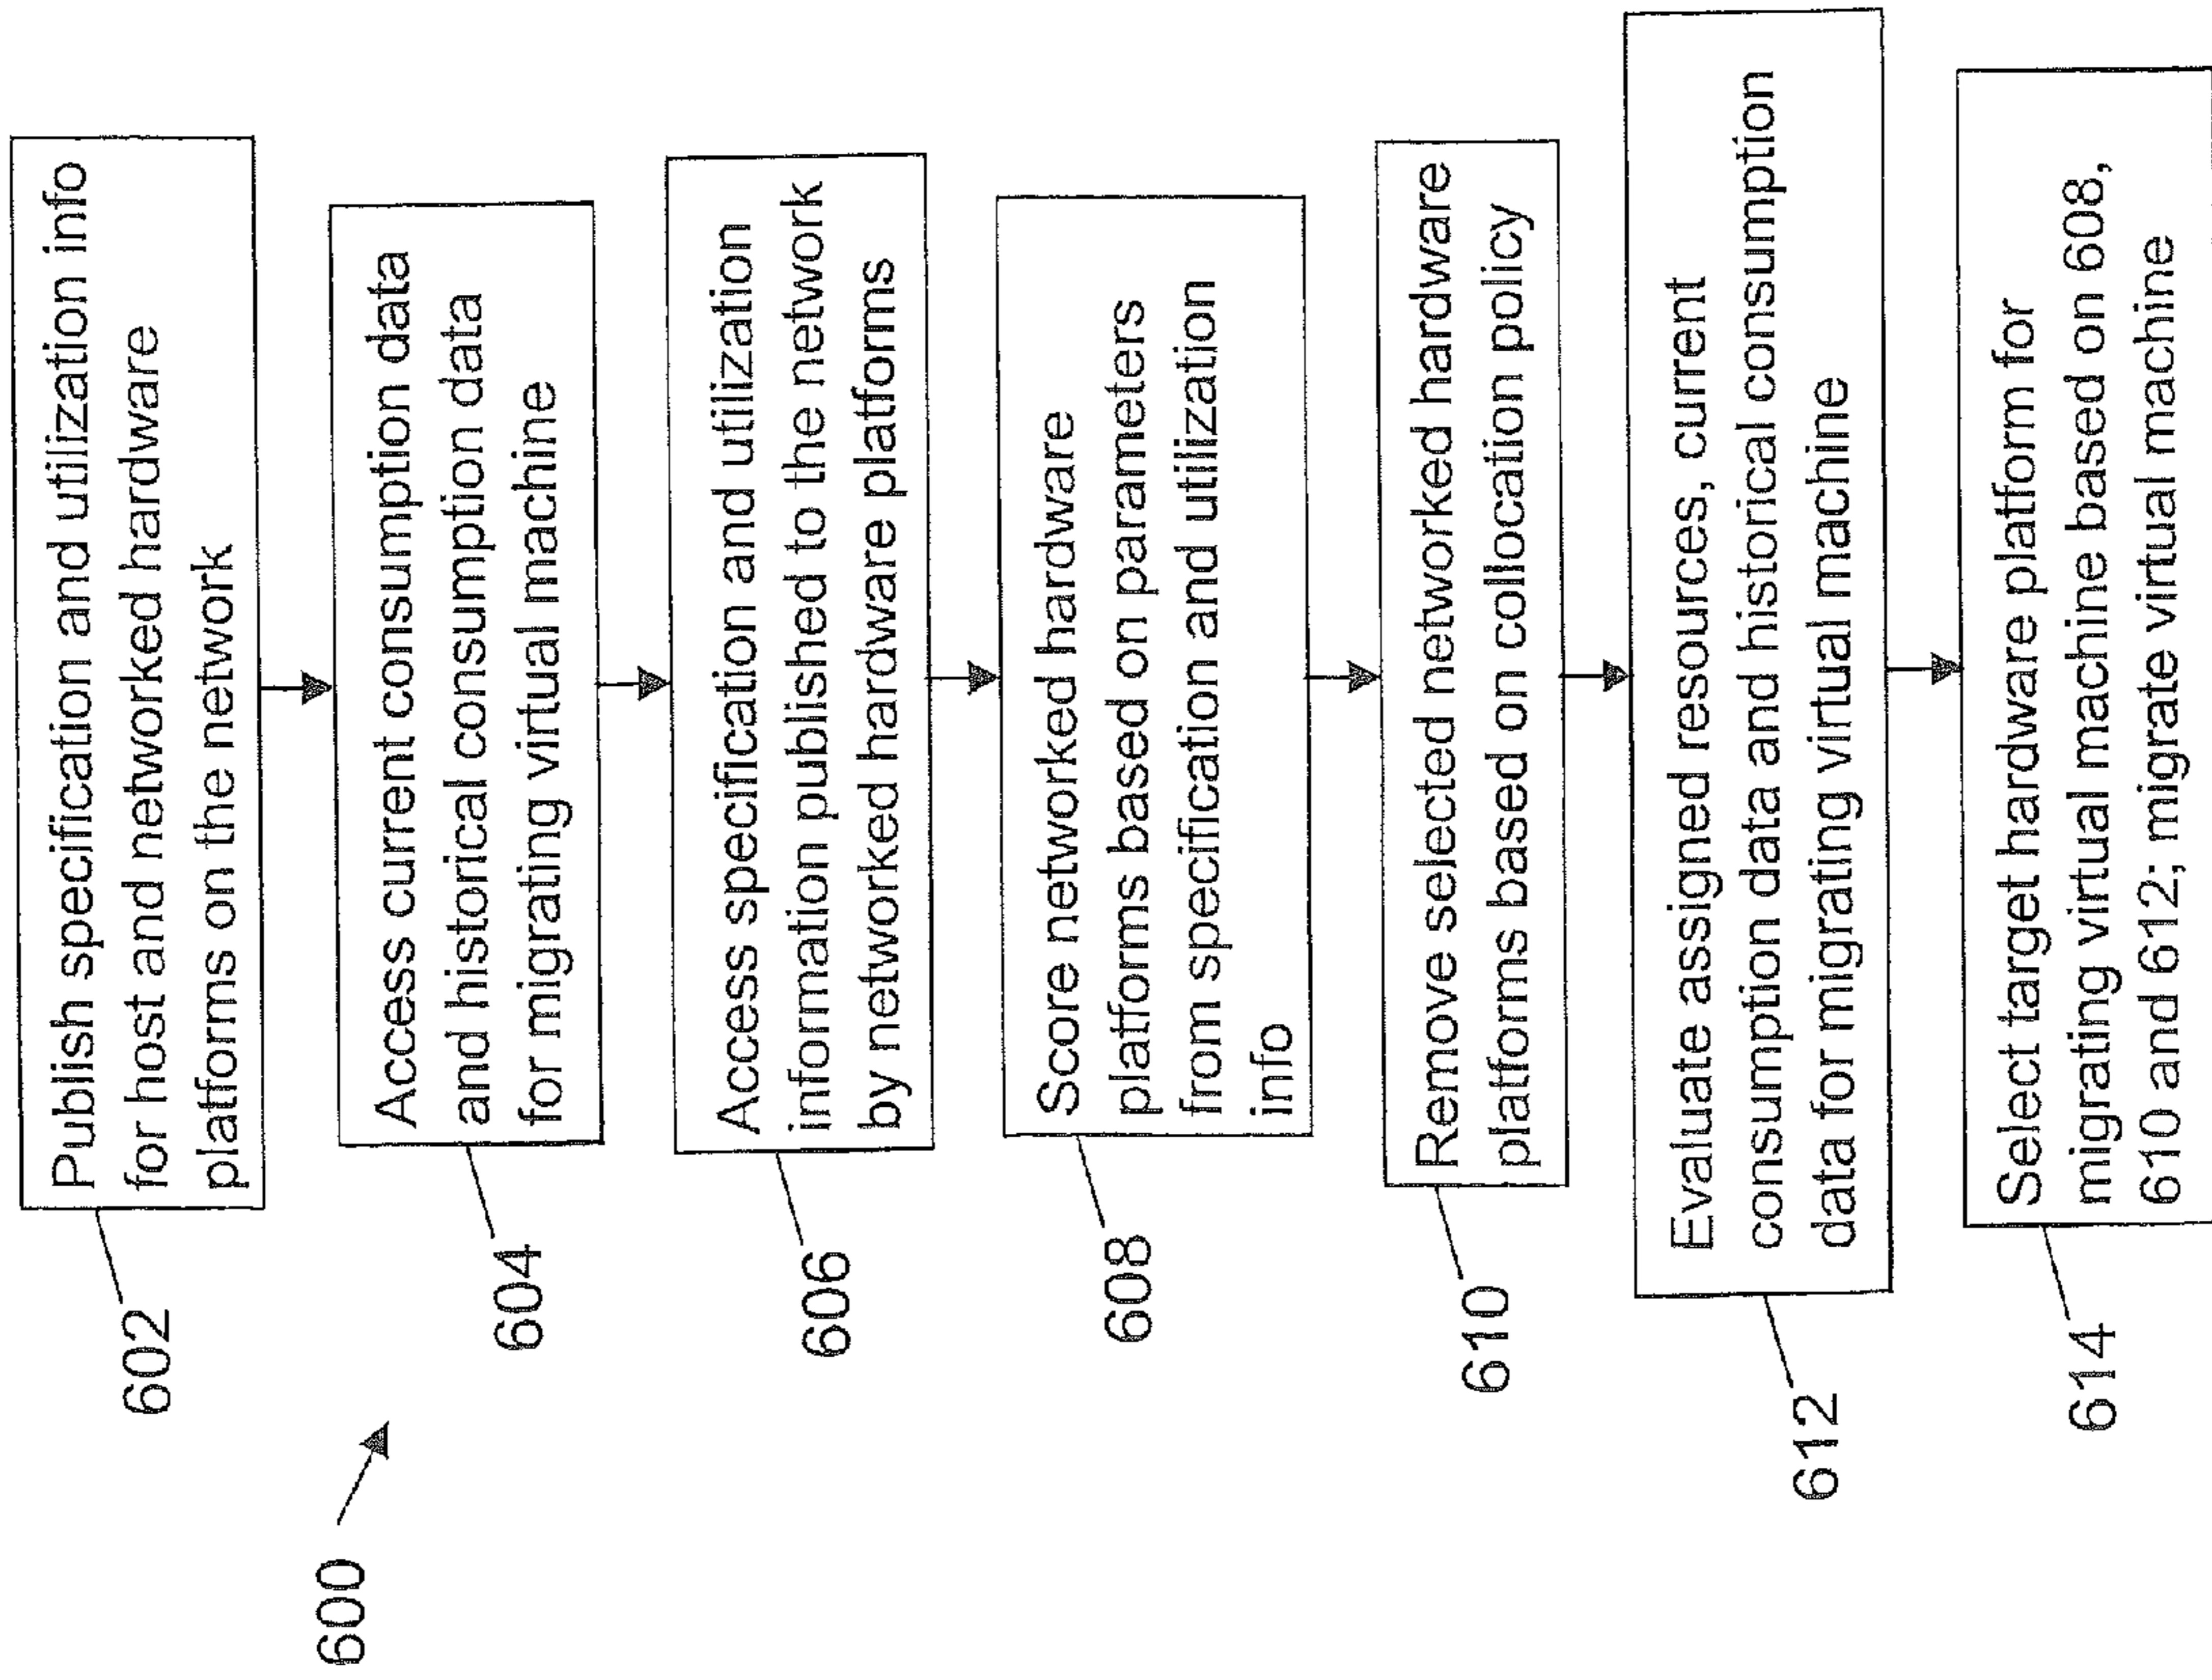 600
602
Publish specification and utilization info
for host and networked hardware
platforms on the network
604
Access current consumption data
and historical consumption data
for migrating virtual machine
606
Access specification and utilization
information published to the network
by networked hardware platforms
608
Score networked hardware
platforms based on parameters
from specification and utilization
info
610
Remove selected networked hardware
platforms based on collocation policy
612
Evaluate assigned resources, current
consumption data and historical consumption
data for migrating virtual machine
614
Select target hardware platform for
migrating virtual machine based on 608,
610 and 612; migrate virtual machine